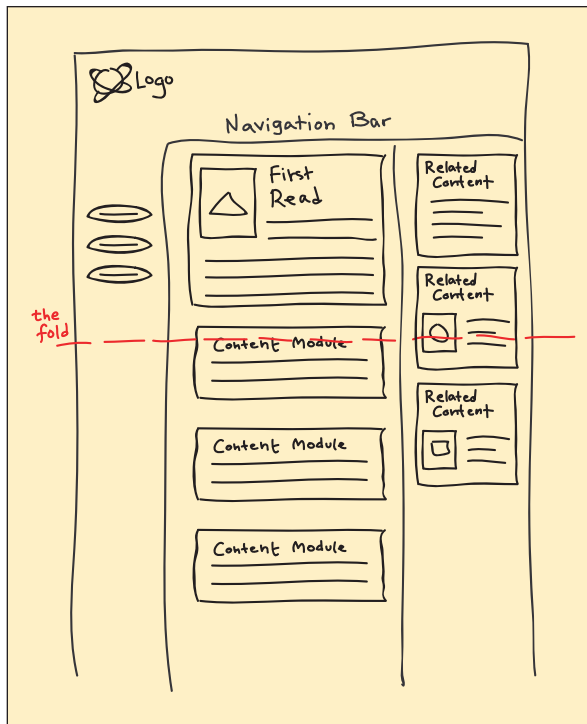 Logo
Navigation Bar
First
Read
Related
Content
Related
Content
the
fold
Content Module
Related
Content
Content Module
Content Module